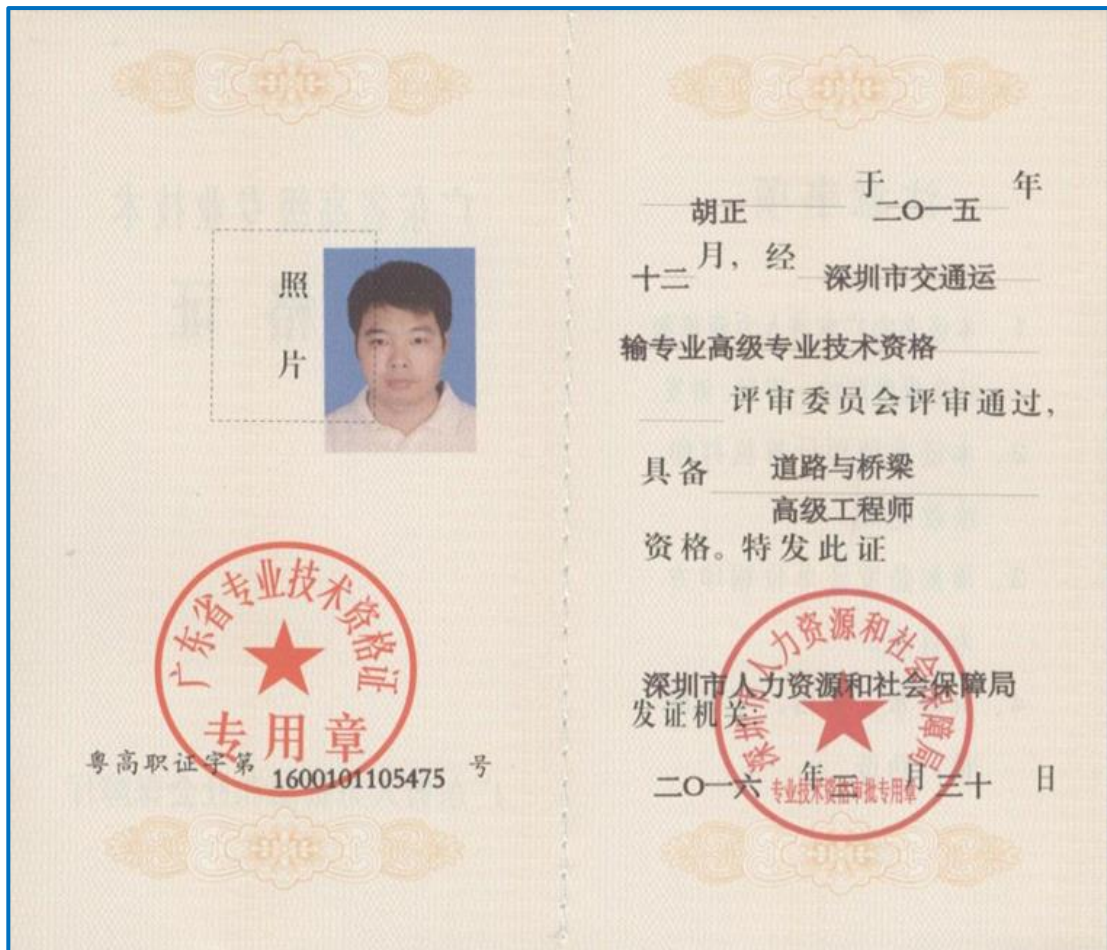 照
片
广东省专业技术资格证
专用章
粤高职证字第 1600101105475 号
胡正 于 二〇一五 年
十二 月，经 深圳市交通运
输专业高级专业技术资格
评审委员会评审通过，
具备 道路与桥梁
高级工程师
资格。特发此证
深圳市人力资源和社会保障局
深圳市人力资源和社会保障局
发证机关：
二〇一六 年 三 月 三十 日
专业技术资格审批专用章